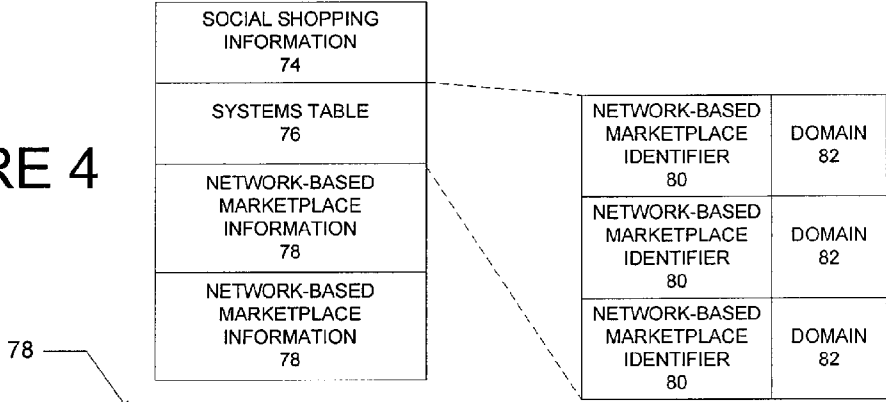 SOCIAL SHOPPING
INFORMATION
74
SYSTEMS TABLE
76
NETWORK-BASED
MARKETPLACE
INFORMATION
78
NETWORK-BASED
MARKETPLACE
INFORMATION
78
RE 4
78
NETWORK-BASED
MARKETPLACE
IDENTIFIER
80
DOMAIN
82
NETWORK-BASED
MARKETPLACE
IDENTIFIER
80
DOMAIN
82
NETWORK-BASED
MARKETPLACE
IDENTIFIER
80
DOMAIN
82